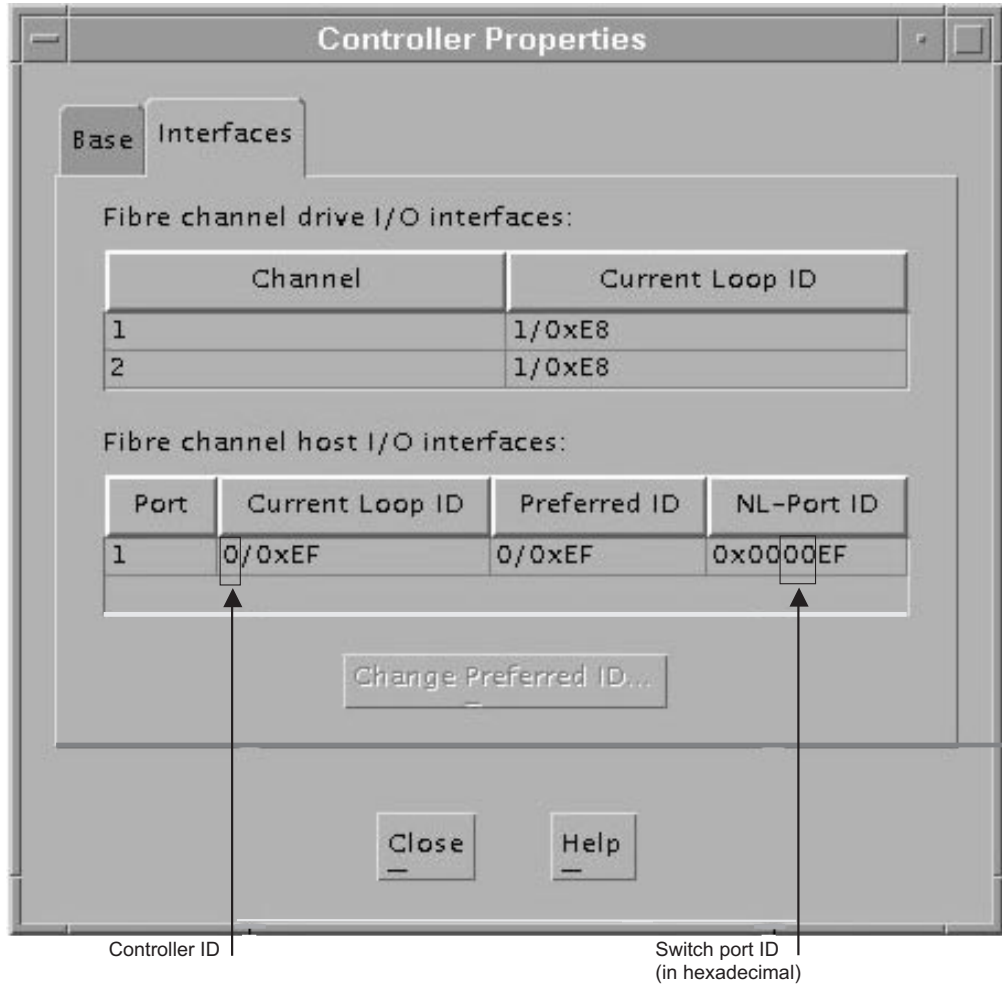 Controller Properties
Base
Interfaces
Fibre channel drive I/O interfaces:
Channel Current Loop ID
1 1/0xE8
2 1/0xE8
Fibre channel host I/O interfaces:
Port Current Loop ID Preferred ID NL-Port ID
1 0/0xEF 0/0xEF 0x0000EF
Change Preferred ID...
Close Help
Controller ID
Switch port ID
(in hexadecimal)